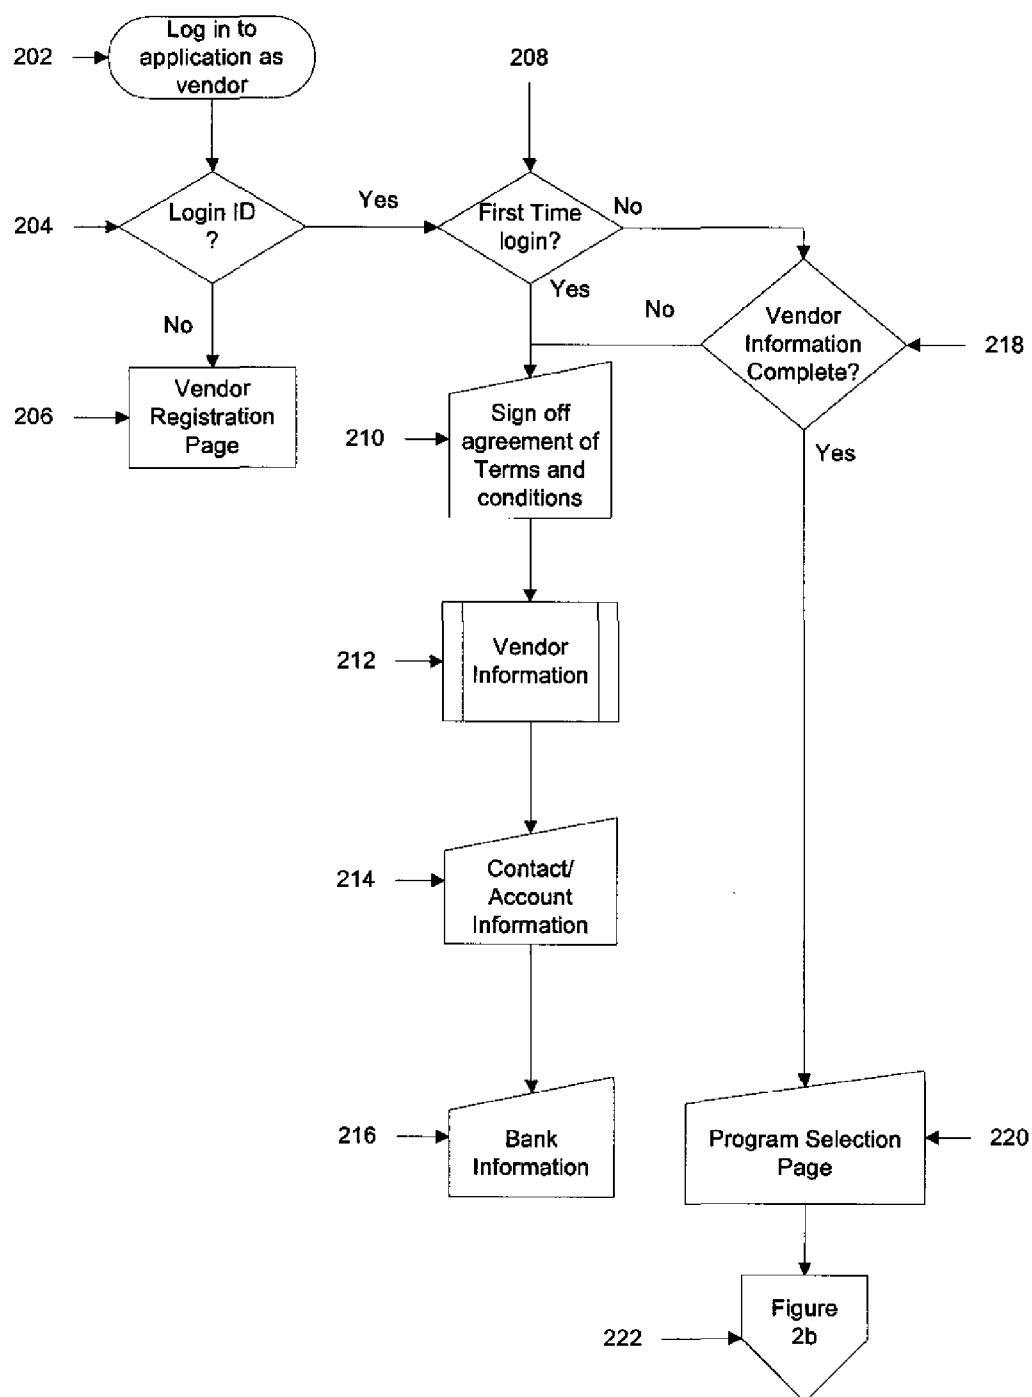 Log in to
application as
vendor
202
208
Login ID
?
204
Yes
First Time
login?
No
Yes
No
Vendor
Information
Complete?
218
No
Vendor
Registration
Page
206
Sign off
agreement of
Terms and
conditions
210
Yes
Vendor
Information
212
Contact/
Account
Information
214
Bank
Information
216
Program Selection
Page
220
Figure
2b
222